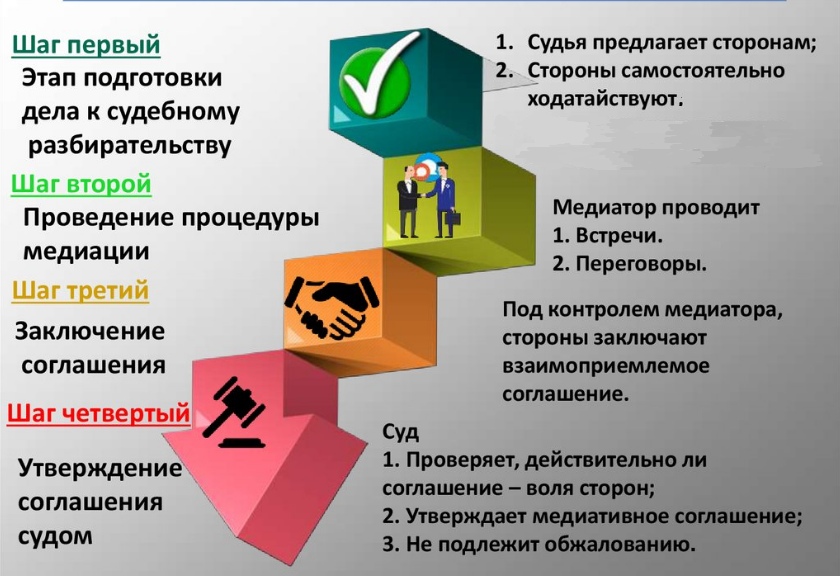 Шаг первый
Этап подготовки
дела к судебному
разбирательству
1. Судья предлагает сторонам;
2. Стороны самостоятельно
ходатайствуют.
Шаг второй
Проведение процедуры
медиации
Медиатор проводит
1. Встречи.
2. Переговоры.
Шаг третий
Заключение
соглашения
Под контролем медиатора,
стороны заключают
взаимоприемлемое
соглашение.
Шаг четвертый
Утверждение
соглашения
судом
Суд
1. Проверяет, действительно ли
соглашение – воля сторон;
2. Утверждает медиативное соглашение;
3. Не подлежит обжалованию.